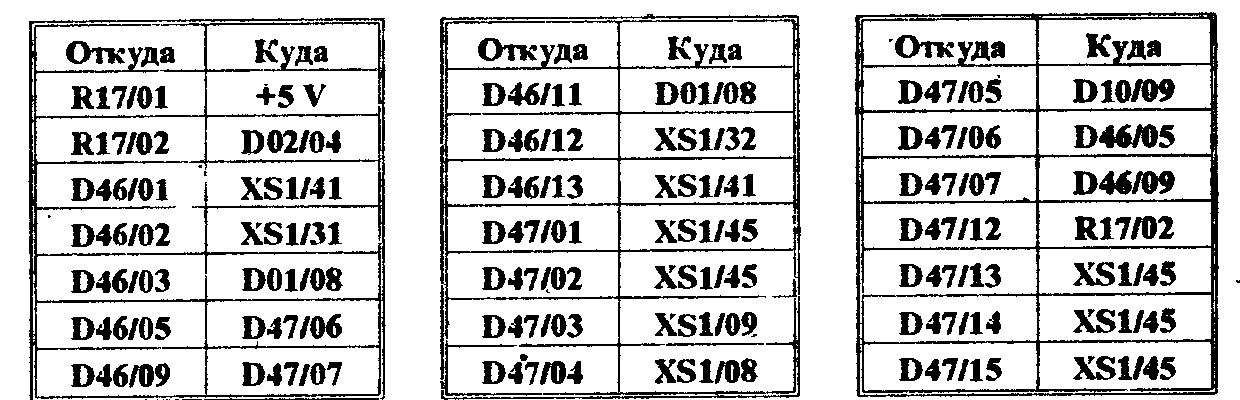 Откуда Куда
R17/01 +5 V
R17/02 D02/04
D46/01 XS1/41
D46/02 XS1/31
D46/03 D01/08
D46/05 D47/06
D46/09 D47/07
Откуда Куда
D46/11 D01/08
D46/12 XS1/32
D46/13 XS1/41
D47/01 XS1/45
D47/02 XS1/45
D47/03 XS1/09
D47/04 XS1/08
Откуда Куда
D47/05 D10/09
D47/06 D46/05
D47/07 D46/09
D47/12 R17/02
D47/13 XS1/45
D47/14 XS1/45
D47/15 XS1/45